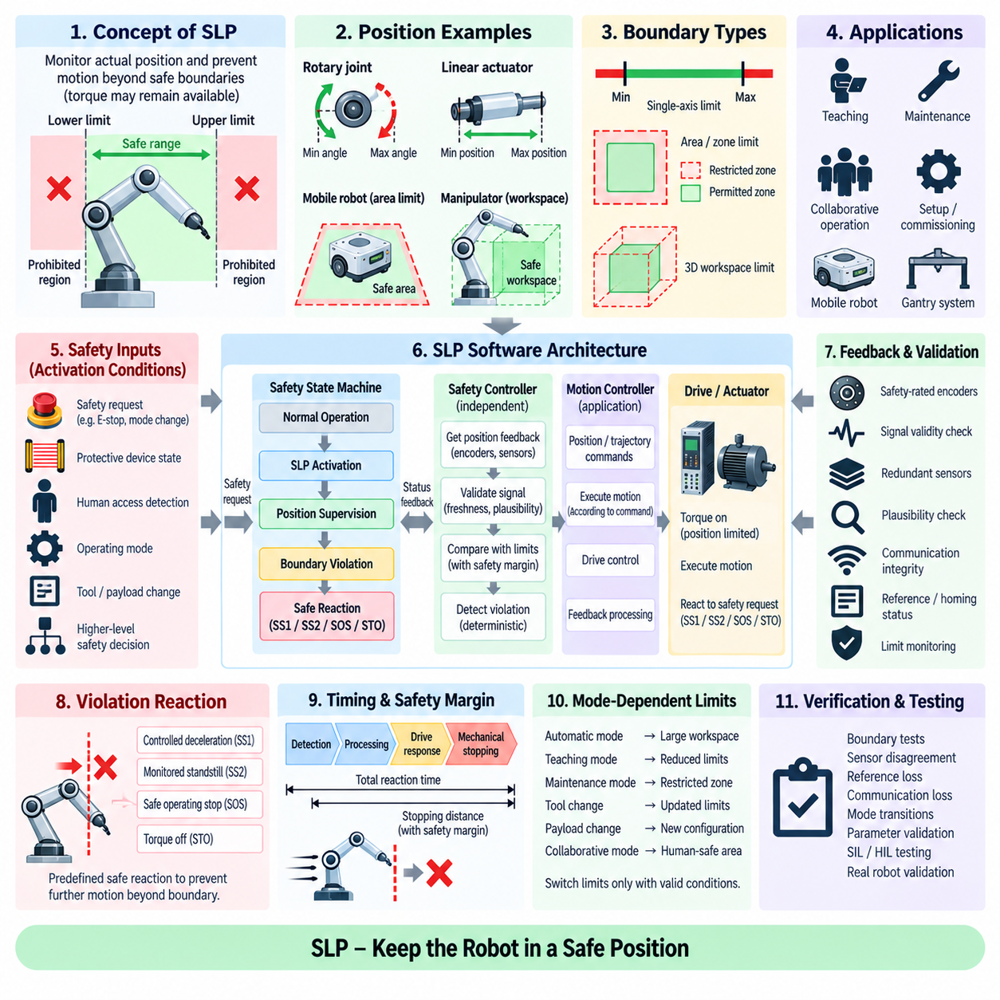 1. Concept of SLP
Monitor actual position and prevent
motion beyond safe boundaries
(torque may remain available)
Lower limit
Upper limit
Safe range
Prohibited
region
Prohibited
region
2. Position Examples
Rotary joint
Linear actuator
Min angle
Max angle
Min position
Max position
Mobile robot (area limit)
Manipulator (workspace)
Safe area
Safe
workspace
3. Boundary Types
Min
Max
Single-axis limit
Area / zone limit
Restricted zone
Permitted zone
3D workspace limit
4. Applications
Teaching
Maintenance
Collaborative
operation
Setup /
commissioning
Mobile robot
Gantry system
5. Safety Inputs
(Activation Conditions)
Safety request
(e.g. E-stop, mode change)
Protective device state
Human access detection
Operating mode
Tool / payload change
Higher-level
safety decision
6. SLP Software Architecture
Safety
request
Safety State Machine
Normal Operation
SLP Activation
Position Supervision
Boundary Violation
Safe Reaction
(SS1 / SS2 / SOS / STO)
Status
feedback
Safety Controller
(independent)
Get position feedback
(encoders, sensors)
Validate signal
(freshness, plausibility)
Compare with limits
(with safety margin)
Detect violation
(deterministic)
Motion Controller
(application)
Position / trajectory
commands
Execute motion
(According to command)
Drive control
Feedback processing
Drive / Actuator
Torque on
(position limited)
Execute motion
React to safety request
(SS1 / SS2 / SOS / STO)
7. Feedback & Validation
Safety-rated encoders
Signal validity check
Redundant sensors
Plausibility check
Communication
integrity
Reference / homing
status
Limit monitoring
8. Violation Reaction
Controlled deceleration (SS1)
Monitored standstill (SS2)
Safe operating stop (SOS)
Torque off (STO)
Predefined safe reaction to prevent
further motion beyond boundary.
9. Timing & Safety Margin
Detection
Processing
Drive
response
Mechanical
stopping
Total reaction time
Stopping distance
(with safety margin)
10. Mode-Dependent Limits
Automatic mode → Large workspace
Teaching mode → Reduced limits
Maintenance mode → Restricted zone
Tool change → Updated limits
Payload change → New configuration
Collaborative mode → Human-safe area
Switch limits only with valid conditions.
11. Verification & Testing
Boundary tests
Sensor disagreement
Reference loss
Communication loss
Mode transitions
Parameter validation
SIL / HIL testing
Real robot validation
SLP – Keep the Robot in a Safe Position